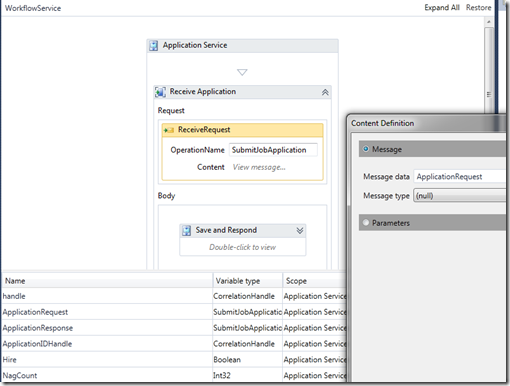 WorkflowService
Expand All Restore
Application Service
Receive Application
Request
ReceiveRequest
OperationName SubmitJobApplication
Content View message...
Body
Save and Respond
Double-click to view
Content Definition
Message
Message data ApplicationRequest
Message type (null)
Parameters
Name Variable type Scope
handle CorrelationHandle Application Service
ApplicationRequest SubmitJobApplicatio Application Service
ApplicationResponse SubmitJobApplicatio Application Service
ApplicationIDHandle CorrelationHandle Application Service
Hire Boolean Application Service
NagCount Int32 Application Service